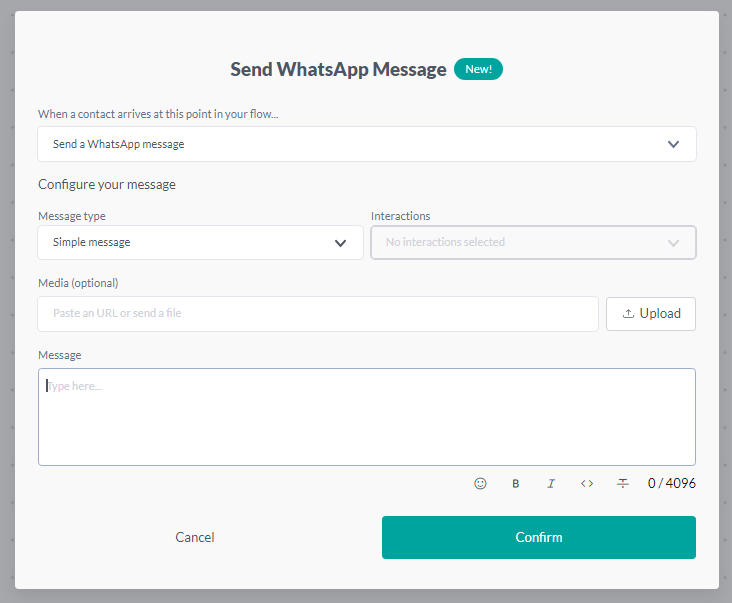 Send WhatsApp Message New!
When a contact arrives at this point in your flow...
Send a WhatsApp message
Configure your message
Message type Interactions
Simple message No interactions selected
Media (optional)
Paste an URL or send a file Upload
Message
Type here...
B I <> T 0 / 4096
Cancel Confirm